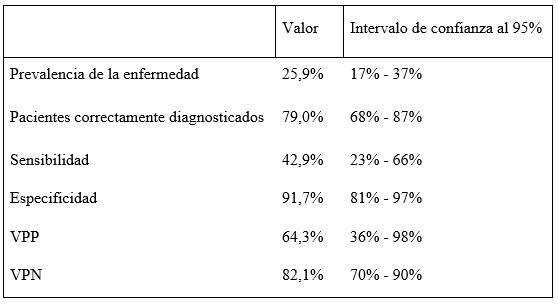 Valor Intervalo de confianza al 95%
Prevalencia de la enfermedad 25,9% 17% - 37%
Pacientes correctamente diagnosticados 79,0% 68% - 87%
Sensibilidad 42,9% 23% - 66%
Especificidad 91,7% 81% - 97%
VPP 64,3% 36% - 98%
VPN 82,1% 70% - 90%